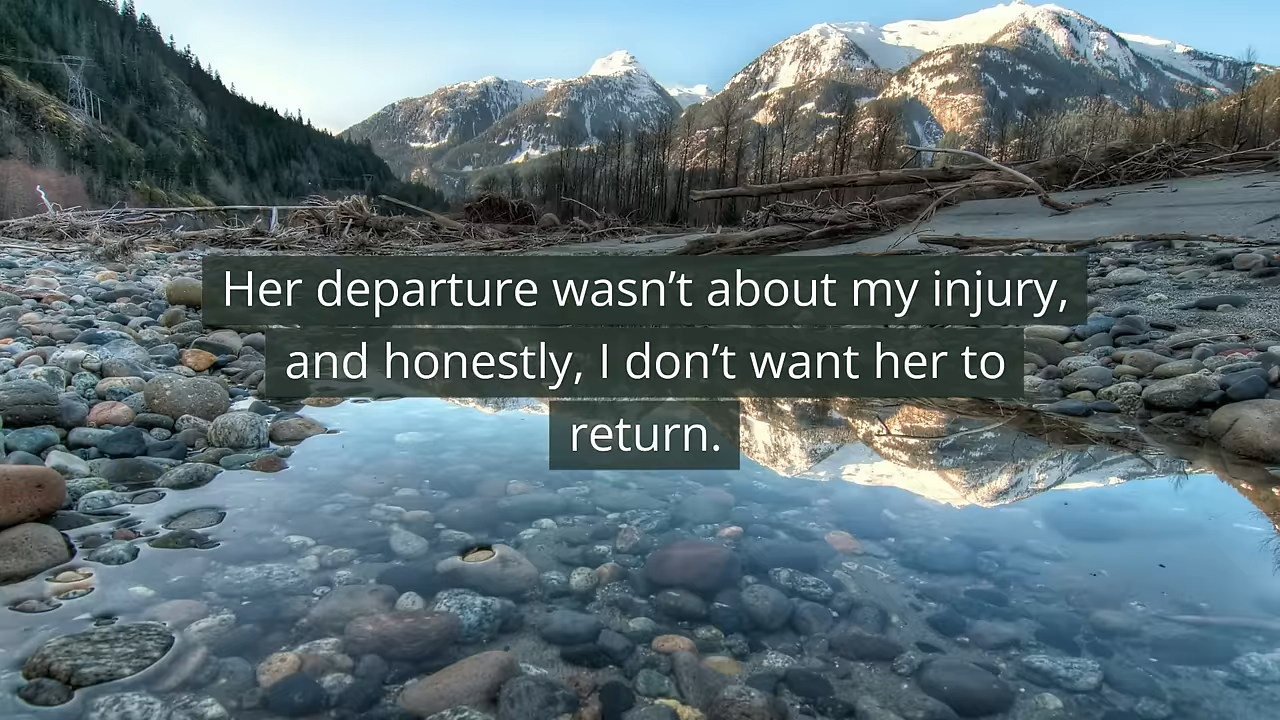 Her departure wasn’t about my injury,
and honestly, I don’t want her to
return.